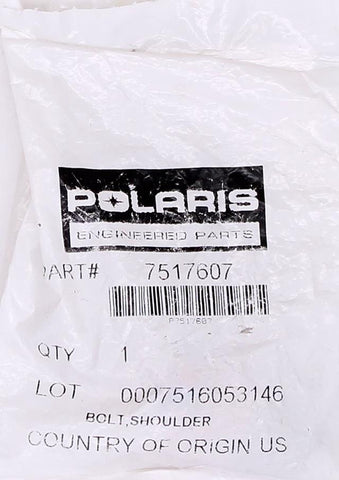 POLARIS
ENGINEERED PARTS
PART# 7517607
P7517607
QTY 1
LOT 0007516053146
BOLT,SHOULDER
COUNTRY OF ORIGIN US